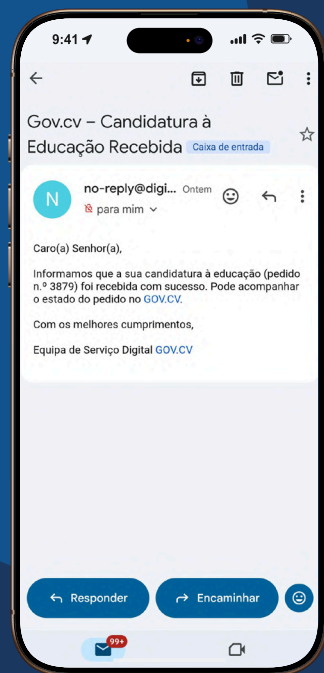 9:41
Gov.cv – Candidatura à
Educação Recebida Caixa de entrada
N
no-reply@digi... Ontem
para mim
Caro(a) Senhor(a),
Informamos que a sua candidatura à educação (pedido
n.º 3879) foi recebida com sucesso. Pode acompanhar
o estado do pedido no GOV.CV.
Com os melhores cumprimentos,
Equipa de Serviço Digital GOV.CV
Responder Encaminhar
99+